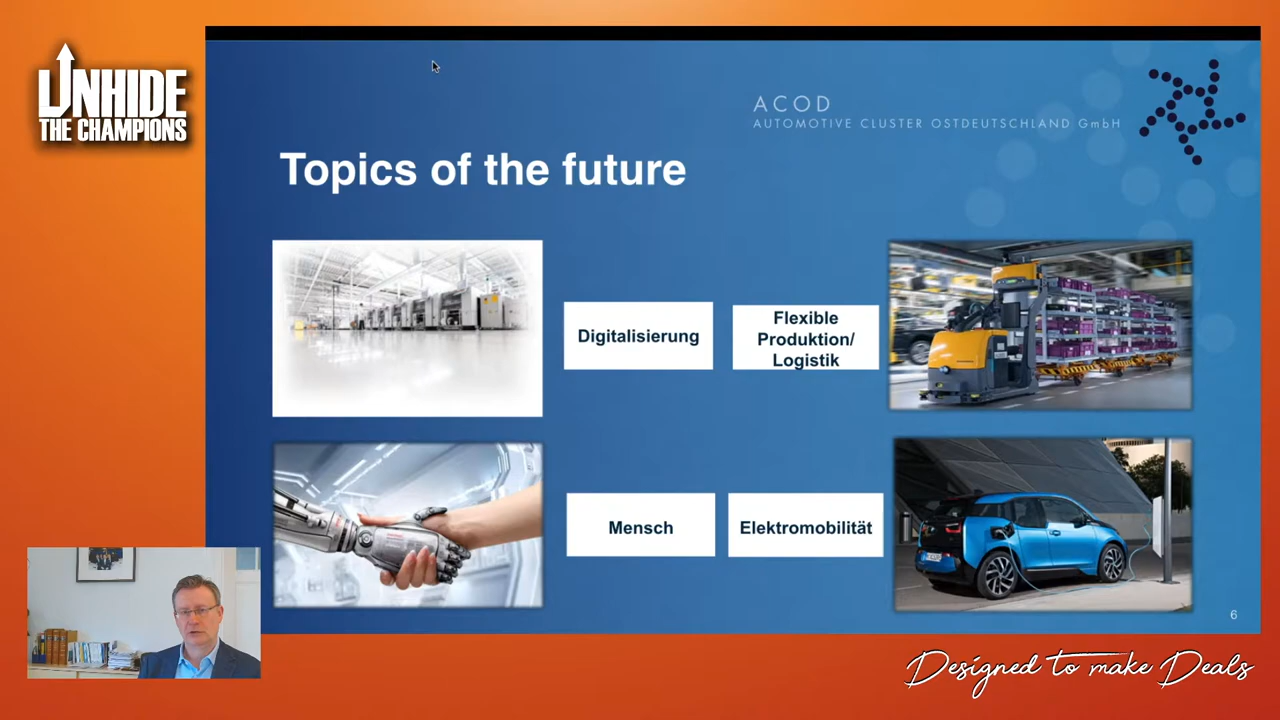 UNHIDE
THE CHAMPIONS
ACOD
AUTOMOTIVE CLUSTER OSTDEUTSCHLAND GmbH
Topics of the future
Digitalisierung
Flexible
Produktion/
Logistik
Mensch
Elektromobilität
6
Designed to make Deals